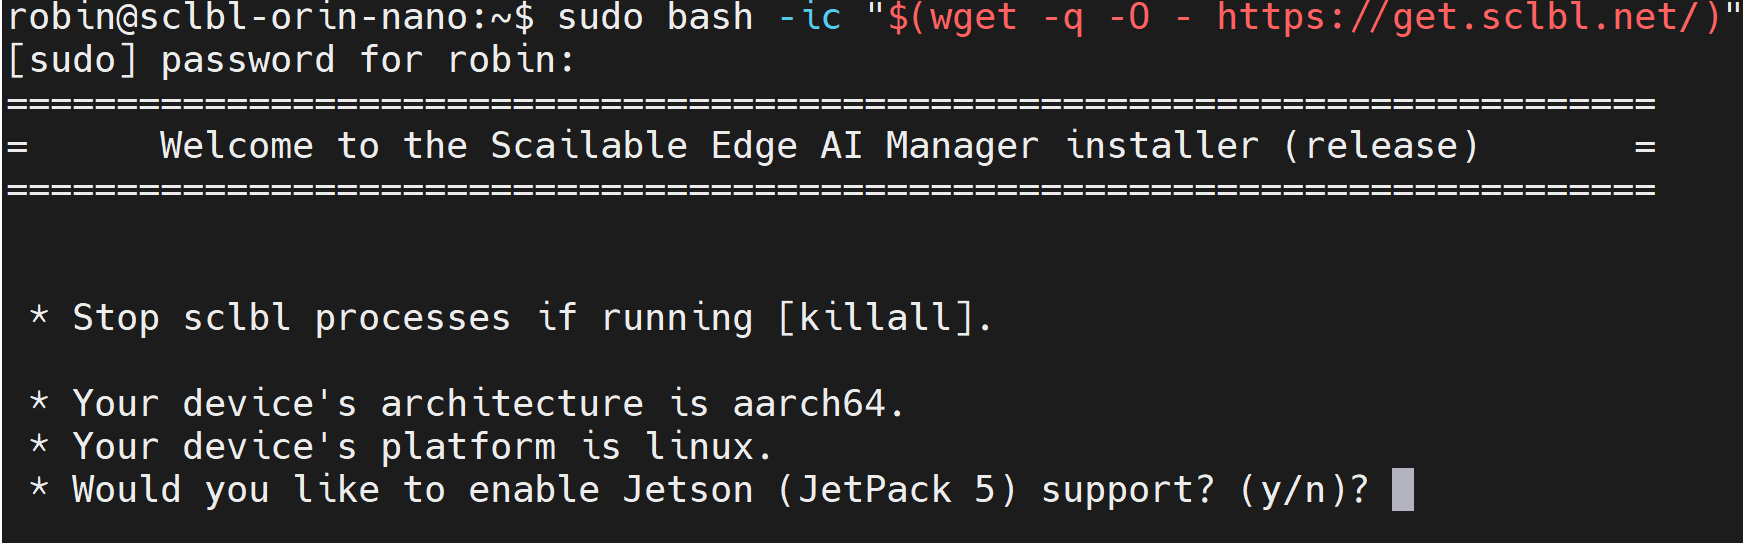 robin@sclbl-orin-nano:~$ sudo bash -ic "$(wget -q -O - https://get.sclbl.net/)"
[sudo] password for robin:
===========================================================================
=      Welcome to the Scailable Edge AI Manager installer (release)       =
===========================================================================
* Stop sclbl processes if running [killall].
* Your device's architecture is aarch64.
* Your device's platform is linux.
* Would you like to enable Jetson (JetPack 5) support? (y/n)?